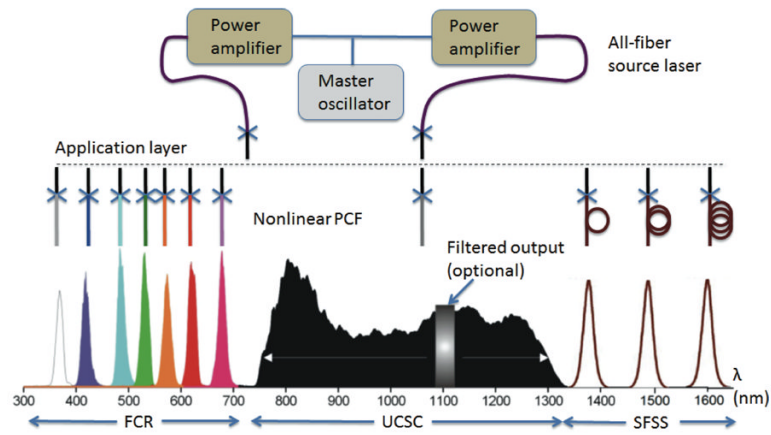 Power
amplifier
Power
amplifier
All-fiber
source laser
Master
oscillator
Application layer
Nonlinear PCF
Filtered output
(optional)
λ
(nm)
300 400 500 600 700 800 900 1000 1100 1200 1300 1400 1500 1600
FCR UCSC SFSS